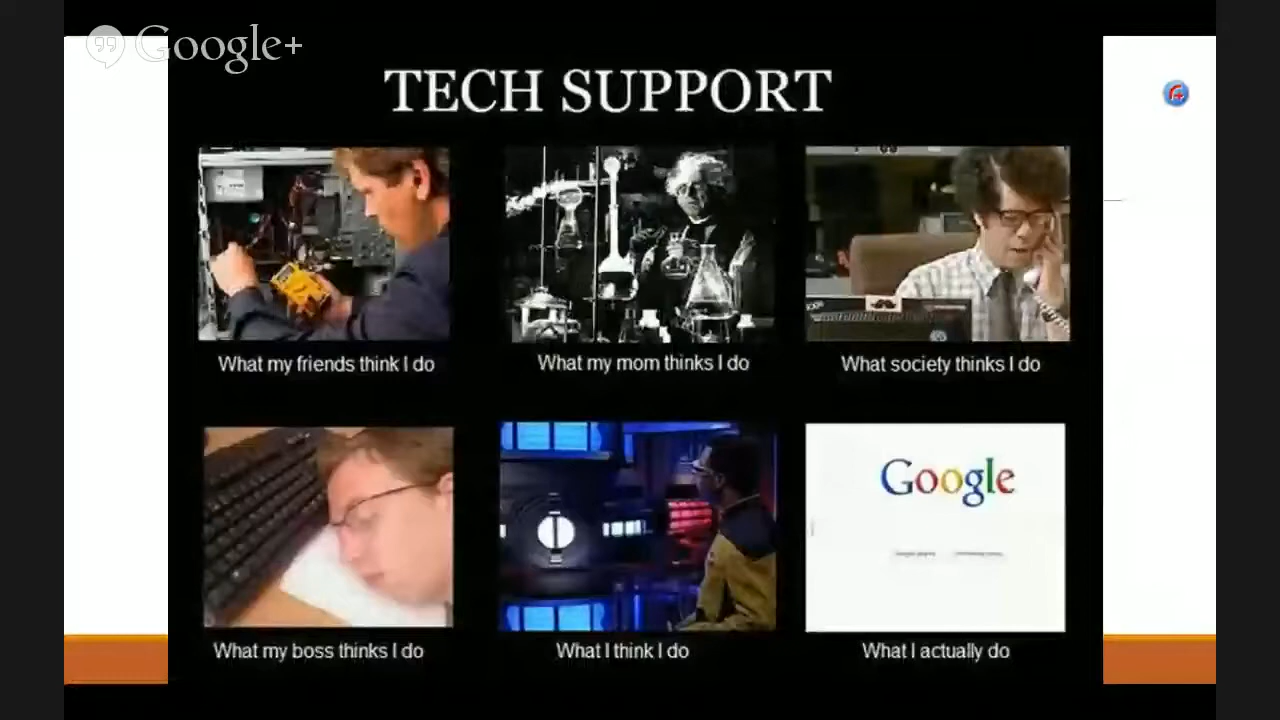 Google+
TECH SUPPORT
What my friends think I do
What my mom thinks I do
What society thinks I do
Google
What my boss thinks I do
What I think I do
What I actually do